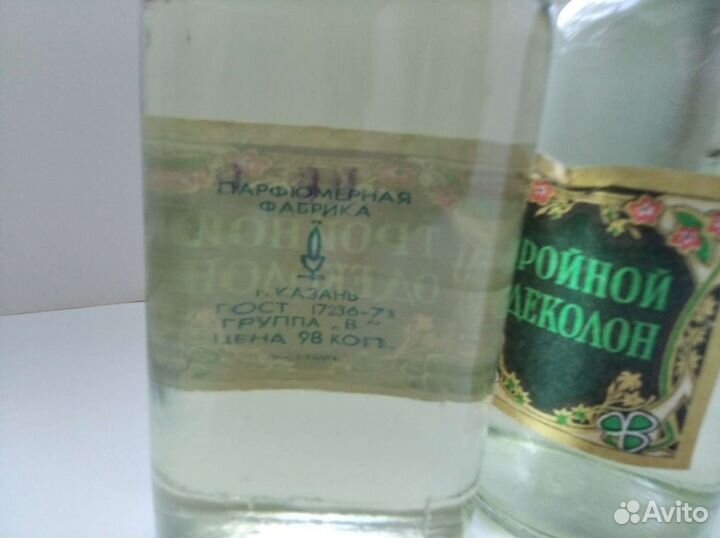 ПАРФЮМЕРНАЯ
ФАБРИКА
г. КАЗАНЬ
ГОСТ 17236-71
ГРУППА „В“
ЦЕНА 98 КОП.
РОЙНОЙ
ДЕКОЛОН
Avito